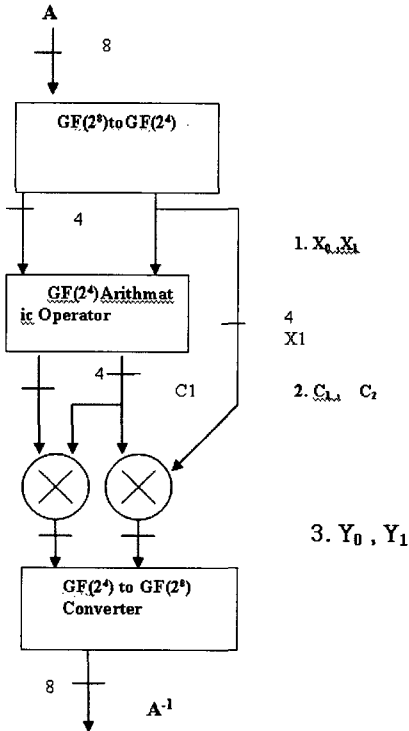 A
8
GF(2⁸)toGF(2⁴)
4
1. X₀,,X₁
GF(2⁴)Arithmat
ic Operator
4
X1
4
C1
2. C₁,, C₂
3. Y₀ , Y₁
GF(2⁴) to GF(2⁸)
Converter
8
A⁻¹